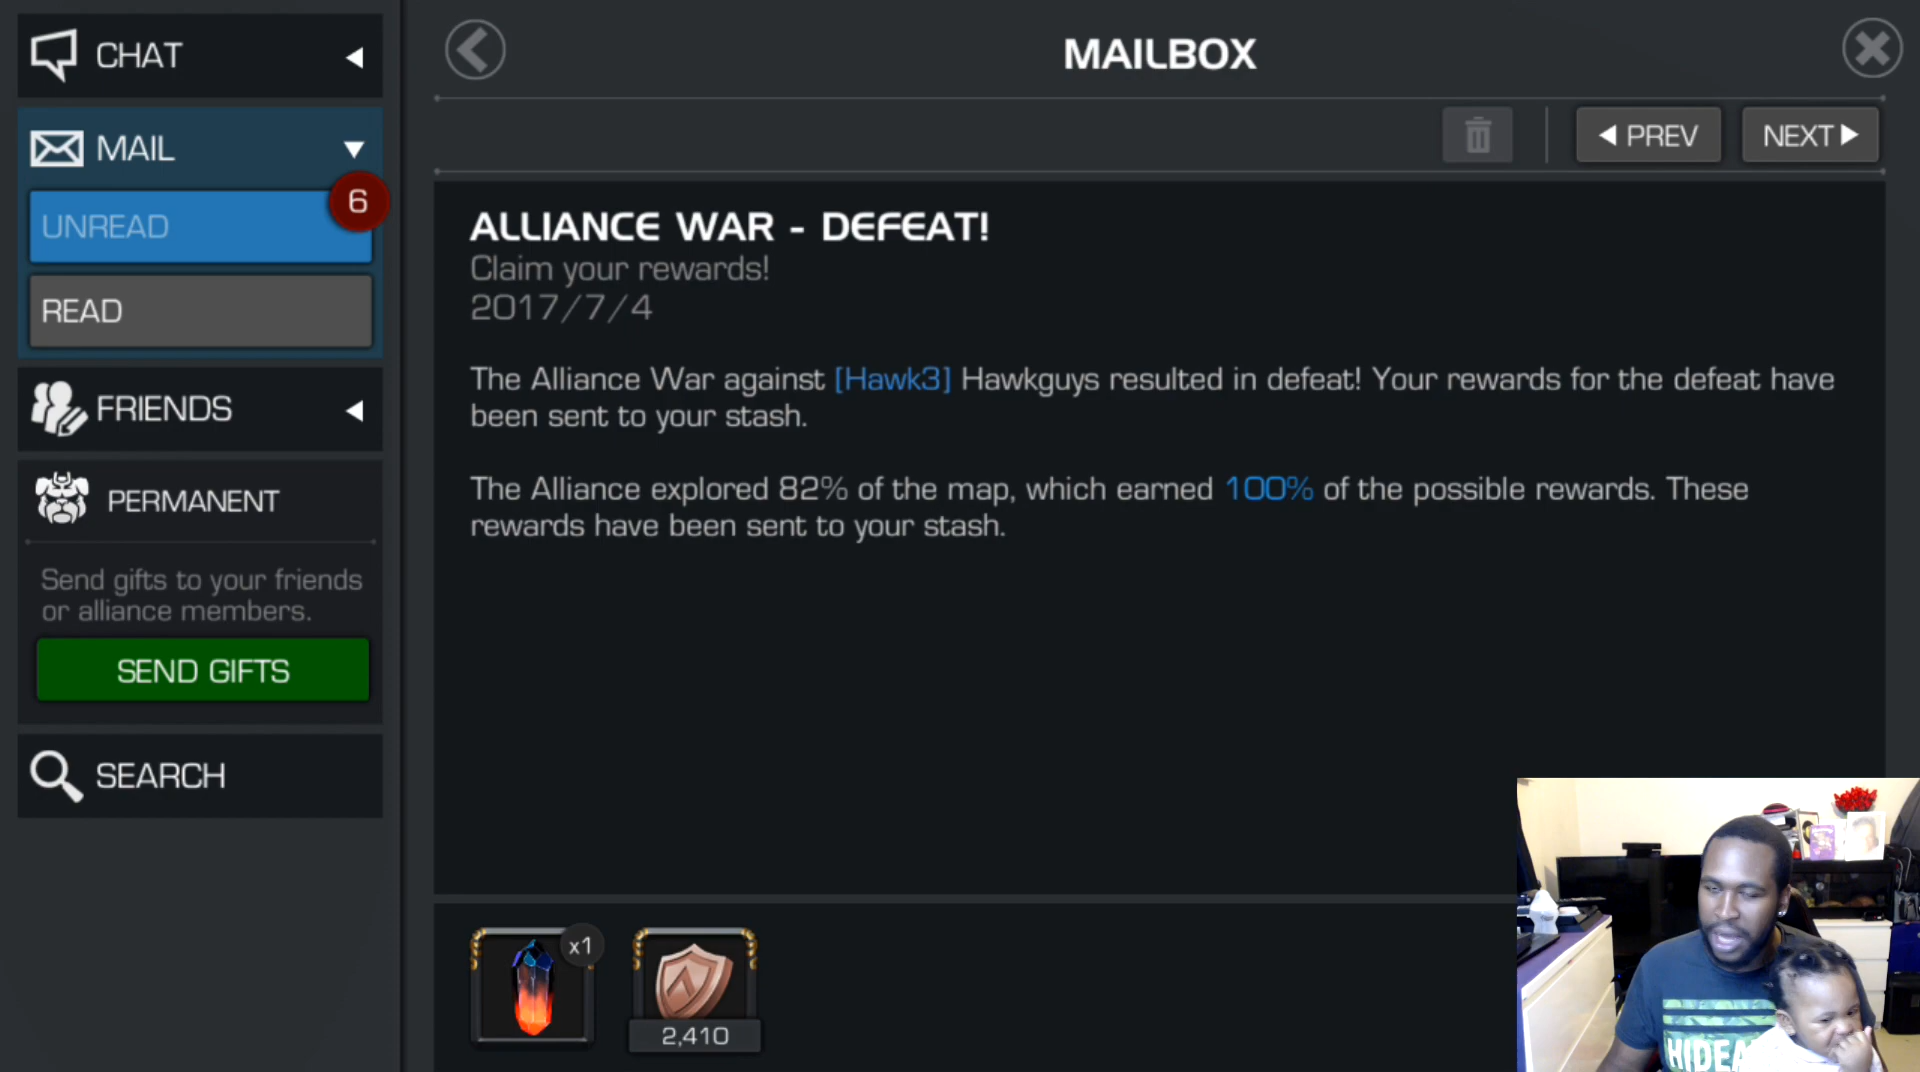 CHAT
MAIL
6
UNREAD
READ
FRIENDS
PERMANENT
Send gifts to your friends
or alliance members.
SEND GIFTS
SEARCH
MAILBOX
PREV
NEXT
ALLIANCE WAR - DEFEAT!
Claim your rewards!
2017/7/4
The Alliance War against [Hawk3] Hawkguys resulted in defeat! Your rewards for the defeat have
been sent to your stash.
The Alliance explored 82% of the map, which earned 100% of the possible rewards. These
rewards have been sent to your stash.
x1
2,410